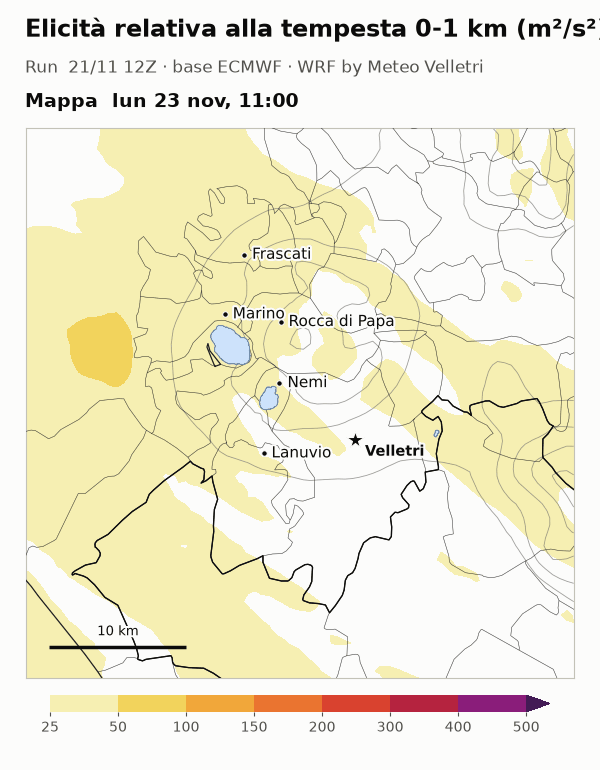 Elicità relativa alla tempesta 0-1 km (m²/s²)
Run 21/11 12Z · base ECMWF · WRF by Meteo Velletri
Mappa lun 23 nov, 11:00
Frascati
Marino
Rocca di Papa
Nemi
Velletri
Lanuvio
10 km
25 50 100 150 200 300 400 500